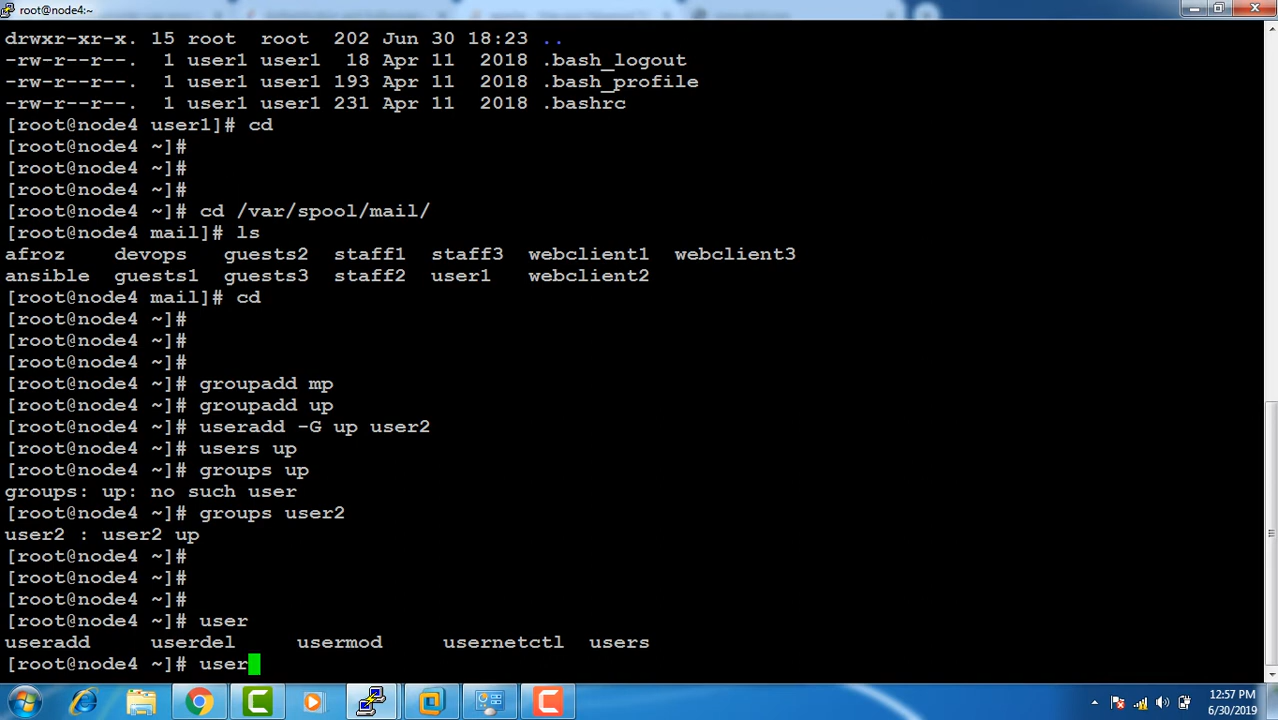 root@node4:~
drwxr-xr-x. 15 root root 202 Jun 30 18:23 ..
-rw-r--r--. 1 user1 user1 18 Apr 11 2018 .bash_logout
-rw-r--r--. 1 user1 user1 193 Apr 11 2018 .bash_profile
-rw-r--r--. 1 user1 user1 231 Apr 11 2018 .bashrc
[root@node4 user1]# cd
[root@node4 ~]#
[root@node4 ~]#
[root@node4 ~]#
[root@node4 ~]# cd /var/spool/mail/
[root@node4 mail]# ls
afroz devops guests2 staff1 staff3 webclient1 webclient3
ansible guests1 guests3 staff2 user1 webclient2
[root@node4 mail]# cd
[root@node4 ~]#
[root@node4 ~]#
[root@node4 ~]#
[root@node4 ~]# groupadd mp
[root@node4 ~]# groupadd up
[root@node4 ~]# useradd -G up user2
[root@node4 ~]# users up
[root@node4 ~]# groups up
groups: up: no such user
[root@node4 ~]# groups user2
user2 : user2 up
[root@node4 ~]#
[root@node4 ~]#
[root@node4 ~]#
[root@node4 ~]# user
useradd userdel usermod usernetctl users
[root@node4 ~]# user
12:57 PM
6/30/2019